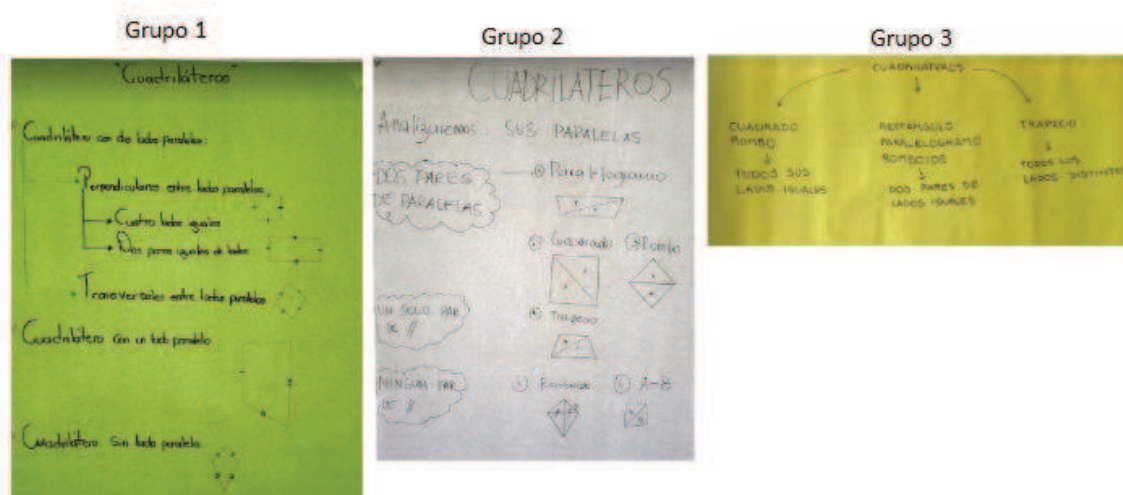 Grupo 1
"Cuadriláteros"
Cuadrilátero con dos lados paralelos:
Perpendiculares entre lados paralelos
Cuatro lados iguales
Dos pares iguales de lados
Transversales entre lados paralelos
Cuadrilátero con un lado paralelo
Cuadrilátero sin lado paralelo
Grupo 2
CUADRILATEROS
Analizaremos SUS PARALELAS
DOS PARES
DE PARALELAS
Paralelogramo
Cuadrado
Rombo
UN SOLO PAR
DE //
Trapecio
NINGUN PAR
DE //
Romboide
A-B
Grupo 3
CUADRILATEROS
CUADRADO
ROMBO
TODOS SUS
LADOS IGUALES
RECTANGULO
PARALELOGRAMO
ROMBOIDE
DOS PARES DE
LADOS IGUALES
TRAPECIO
TODOS LOS
LADOS DISTINTOS